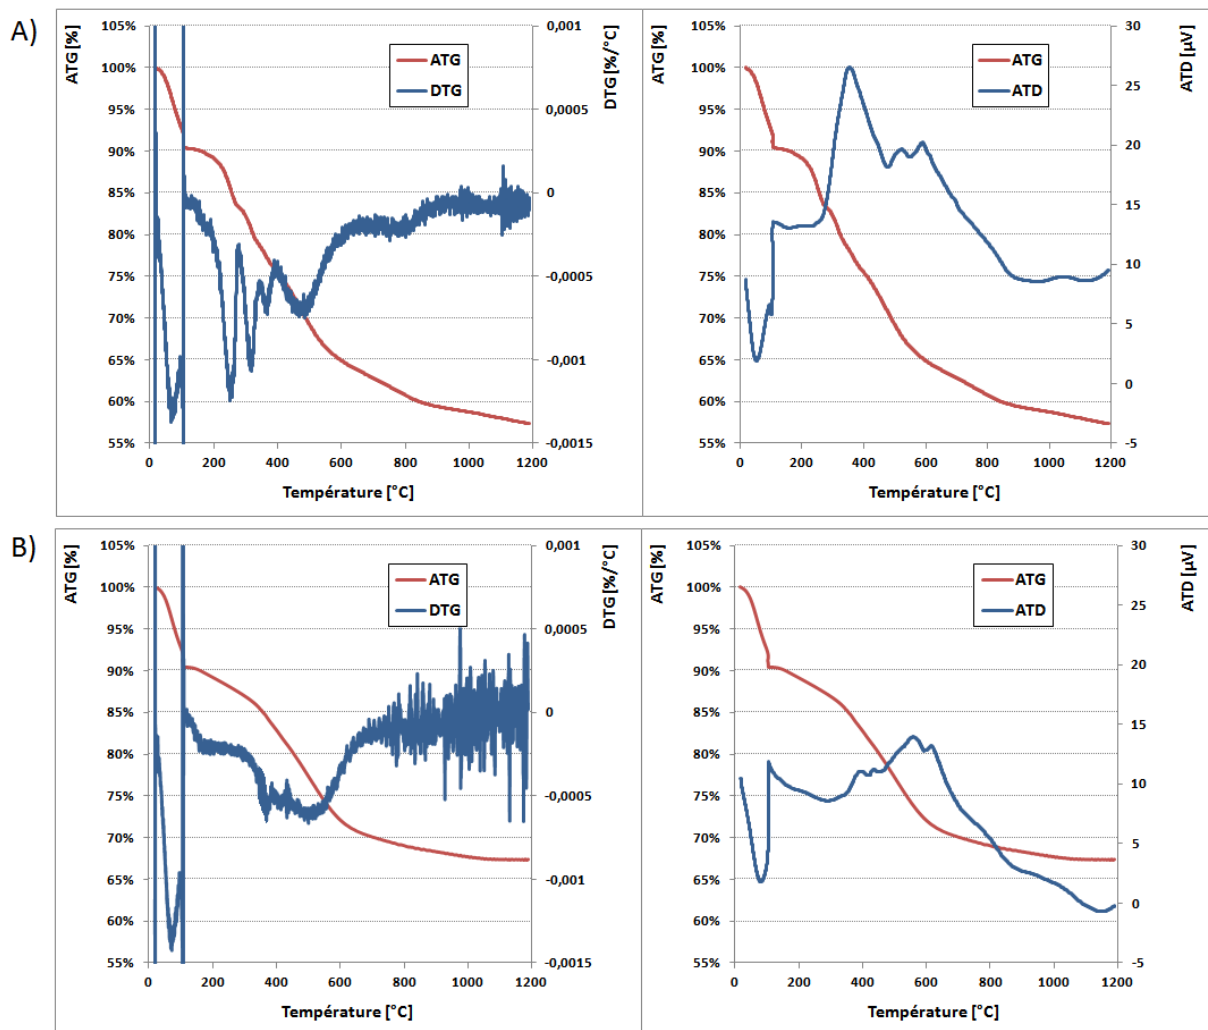 A)
ATG [%]
105%
100%
95%
90%
85%
80%
75%
70%
65%
60%
55%
0 200 400 600 800 1000 1200
Température [°C]
ATG
DTG
DTG [%/°C]
0,001
0,0005
0
-0,0005
-0,001
-0,0015
ATG [%]
105%
100%
95%
90%
85%
80%
75%
70%
65%
60%
55%
0 200 400 600 800 1000 1200
Température [°C]
ATG
ATD
ATD [µV]
30
25
20
15
10
5
0
-5
B)
ATG [%]
105%
100%
95%
90%
85%
80%
75%
70%
65%
60%
55%
0 200 400 600 800 1000 1200
Température [°C]
ATG
DTG
DTG [%/°C]
0,001
0,0005
0
-0,0005
-0,001
-0,0015
ATG [%]
105%
100%
95%
90%
85%
80%
75%
70%
65%
60%
55%
0 200 400 600 800 1000 1200
Température [°C]
ATG
ATD
ATD [µV]
30
25
20
15
10
5
0
-5